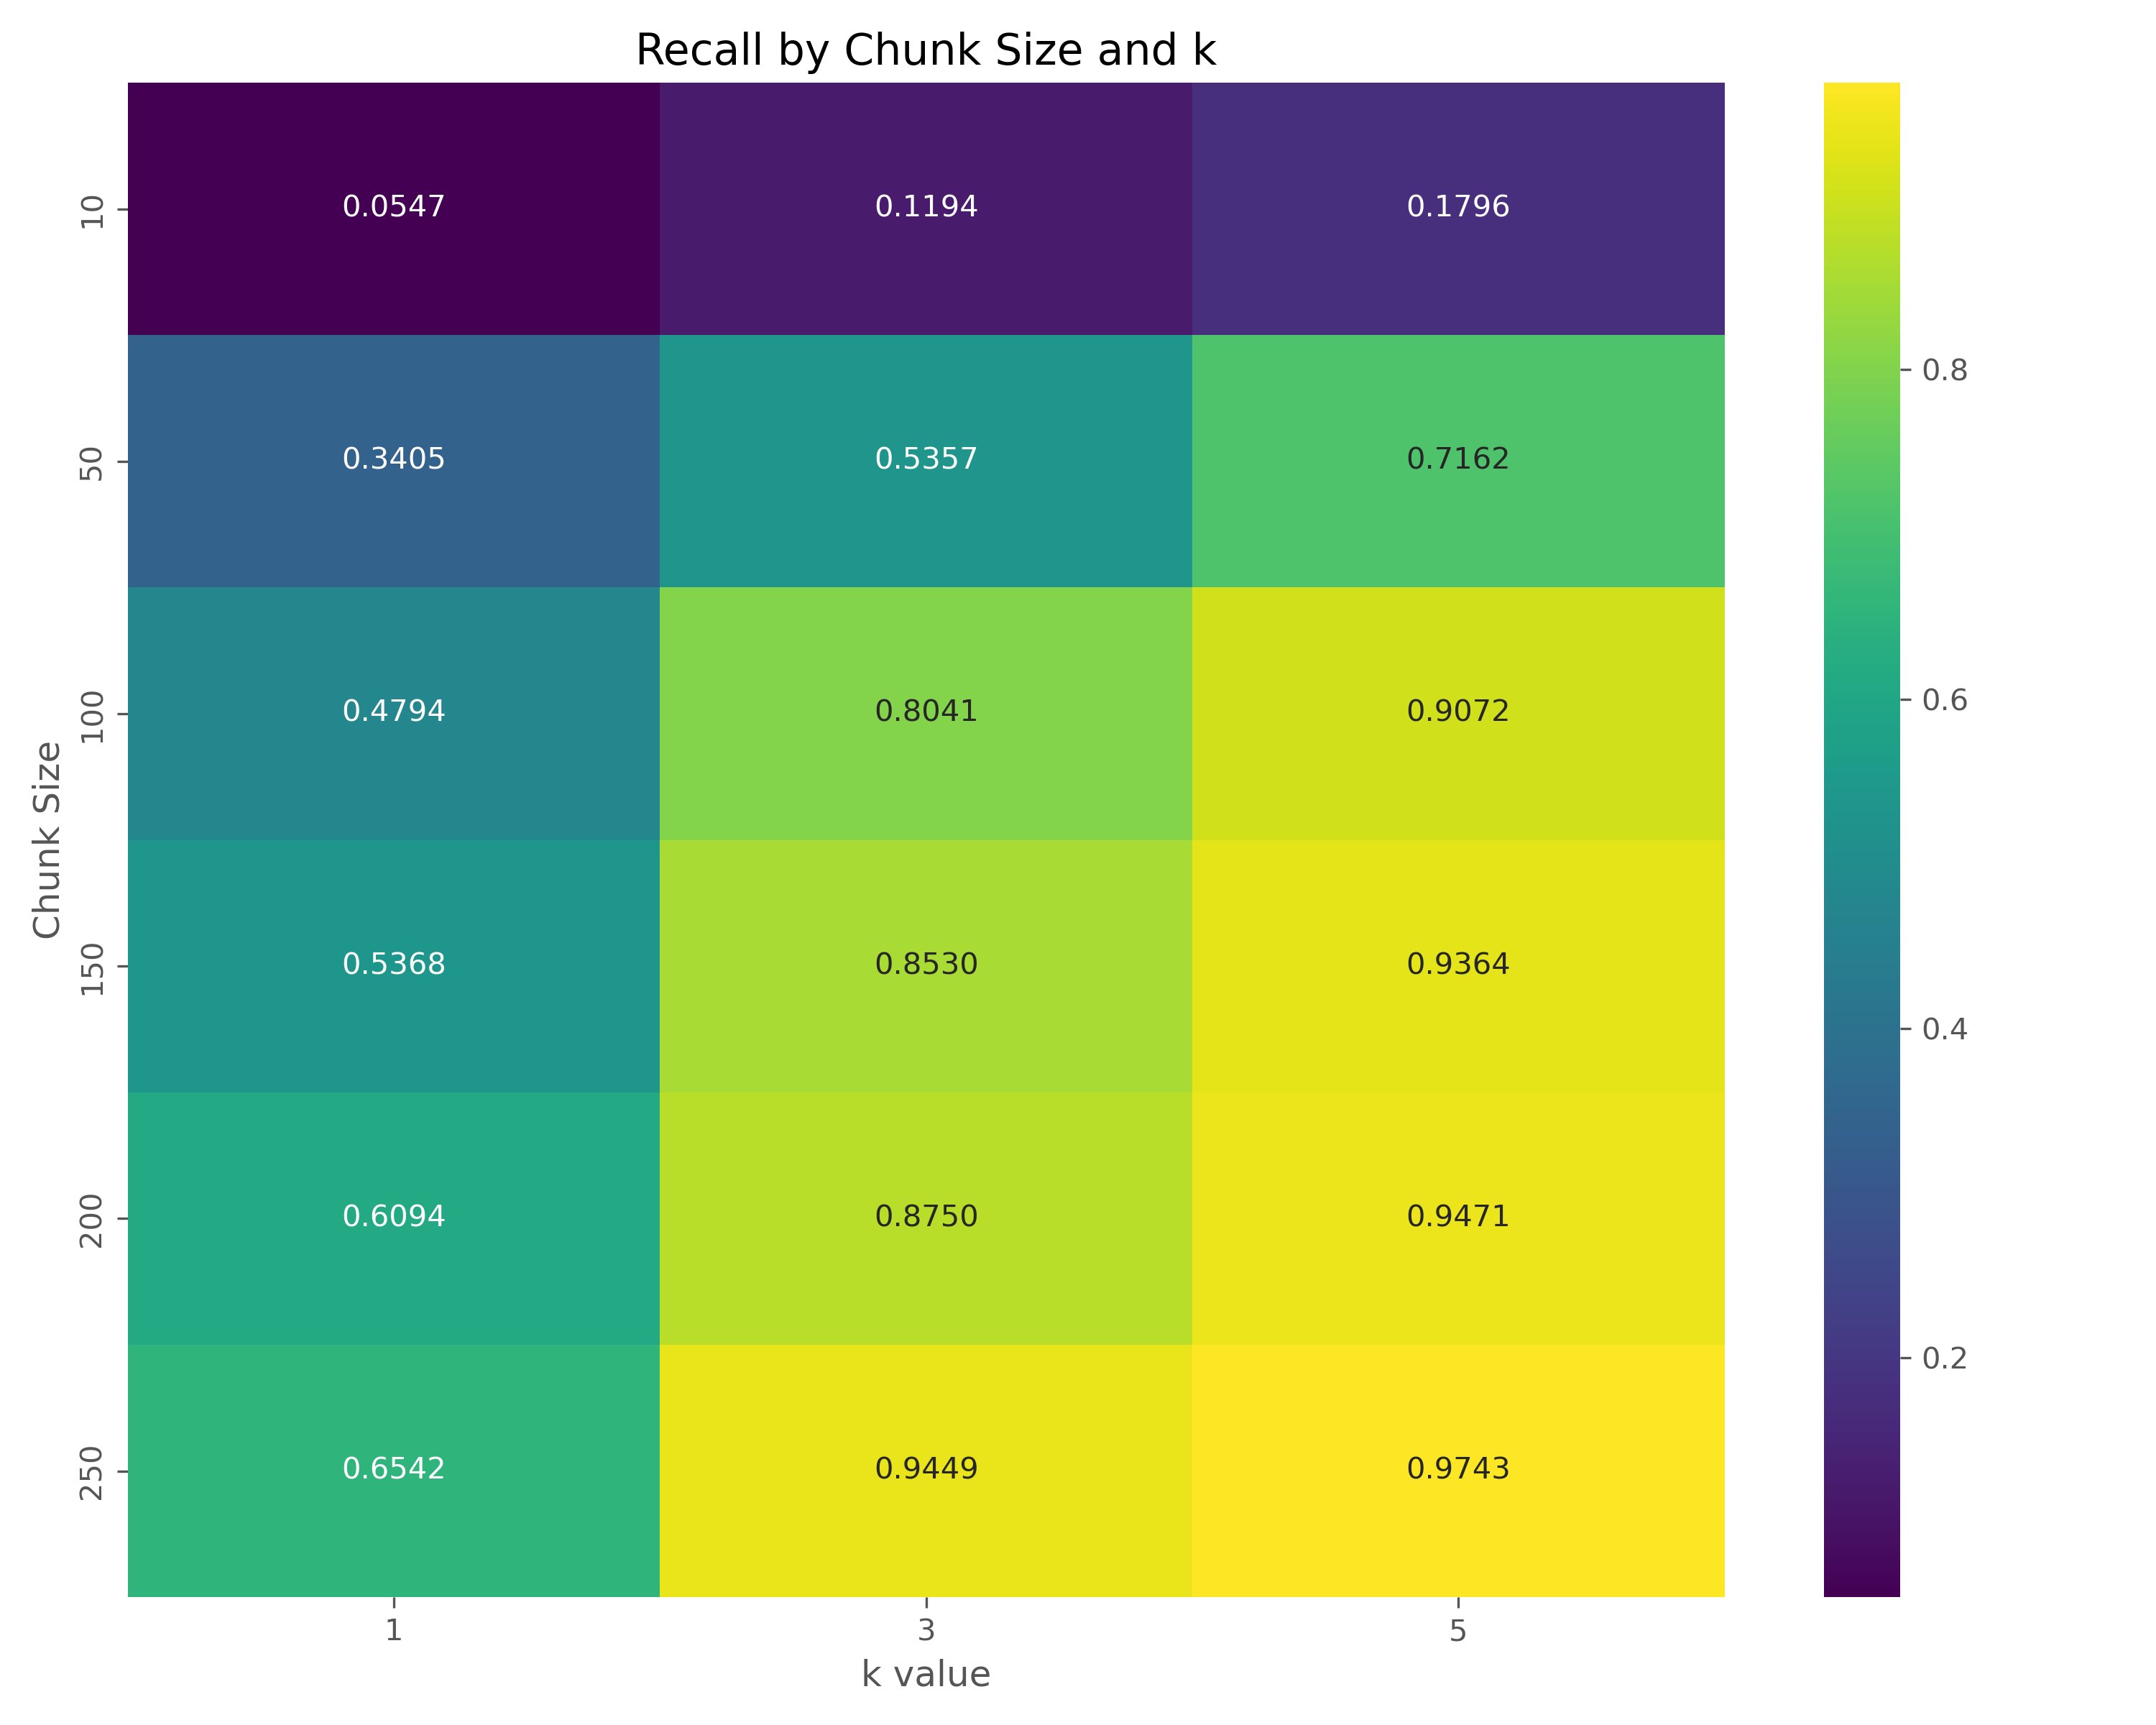 Recall by Chunk Size and k
10 0.0547 0.1194 0.1796
50 0.3405 0.5357 0.7162
100 0.4794 0.8041 0.9072
150 0.5368 0.8530 0.9364
200 0.6094 0.8750 0.9471
250 0.6542 0.9449 0.9743
1 3 5
k value
Chunk Size
0.8
0.6
0.4
0.2